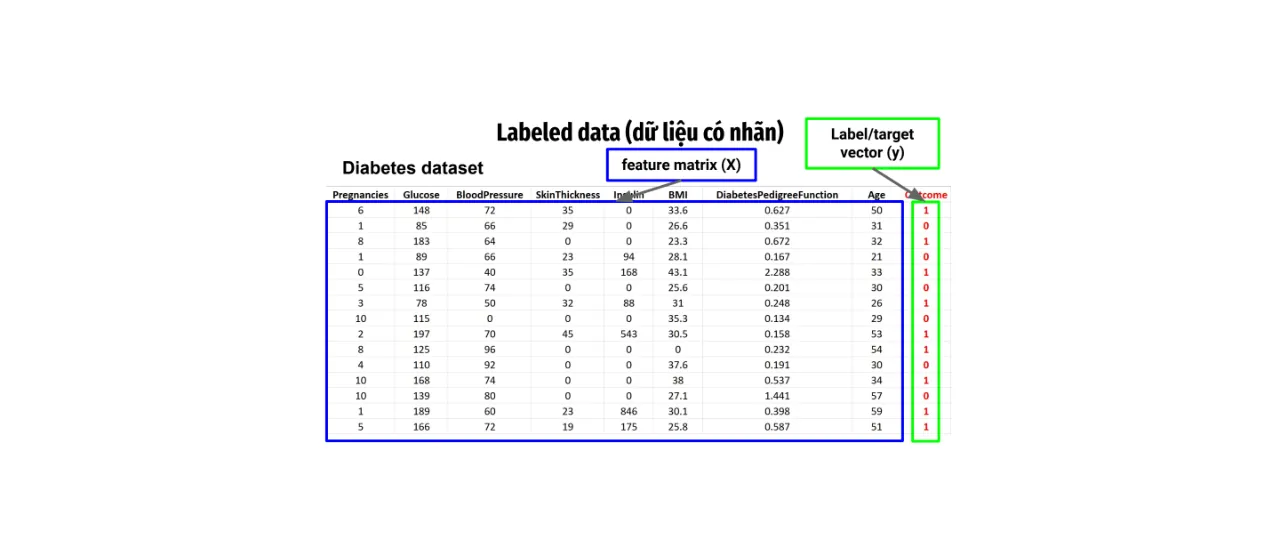 Labeled data (dữ liệu có nhãn)
Label/target
vector (y)
Diabetes dataset
feature matrix (X)
Pregnancies Glucose BloodPressure SkinThickness Insulin BMI DiabetesPedigreeFunction Age Outcome
6 148 72 35 0 33.6 0.627 50 1
1 85 66 29 0 26.6 0.351 31 0
8 183 64 0 0 23.3 0.672 32 1
1 89 66 23 94 28.1 0.167 21 0
0 137 40 35 168 43.1 2.288 33 1
5 116 74 0 0 25.6 0.201 30 0
3 78 50 32 88 31 0.248 26 1
10 115 0 0 0 35.3 0.134 29 0
2 197 70 45 543 30.5 0.158 53 1
8 125 96 0 0 0 0.232 54 1
4 110 92 0 0 37.6 0.191 30 0
10 168 74 0 0 38 0.537 34 1
10 139 80 0 0 27.1 1.441 57 0
1 189 60 23 846 30.1 0.398 59 1
5 166 72 19 175 25.8 0.587 51 1